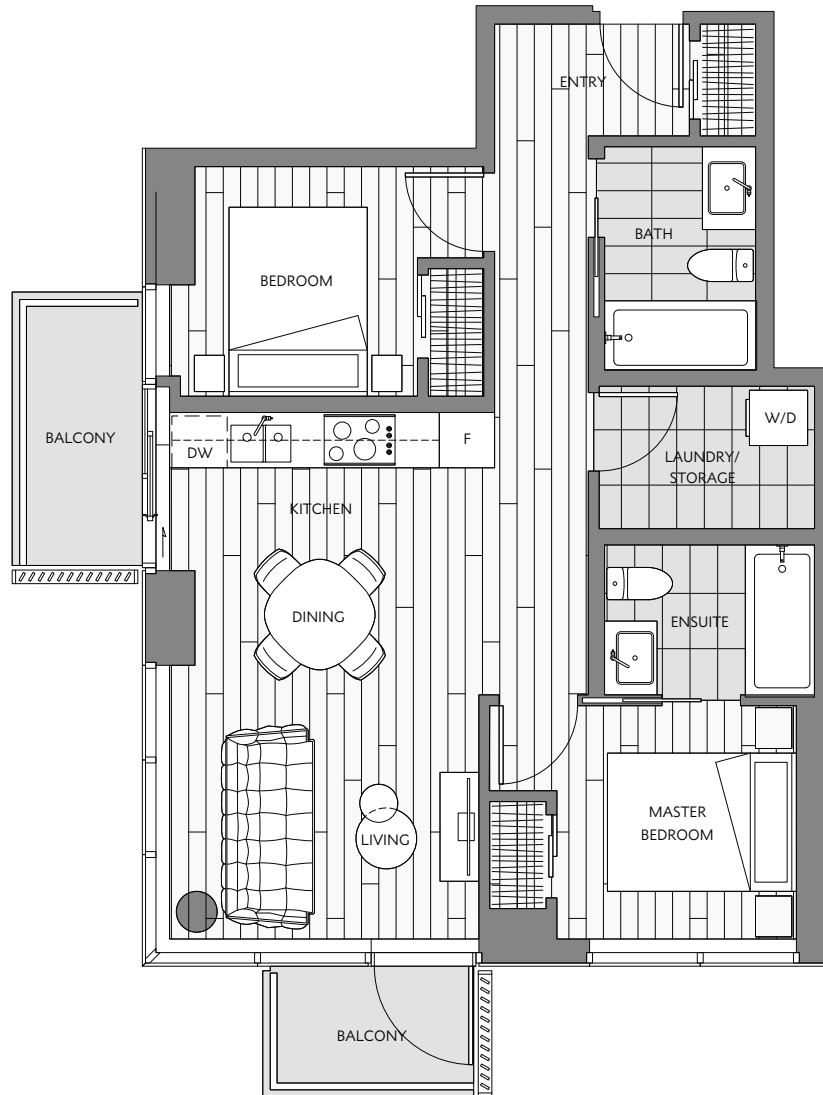 ENTRY
BATH
BEDROOM
W/D
BALCONY
DW
F
LAUNDRY/
STORAGE
KITCHEN
DINING
ENSUITE
MASTER
BEDROOM
LIVING
BALCONY